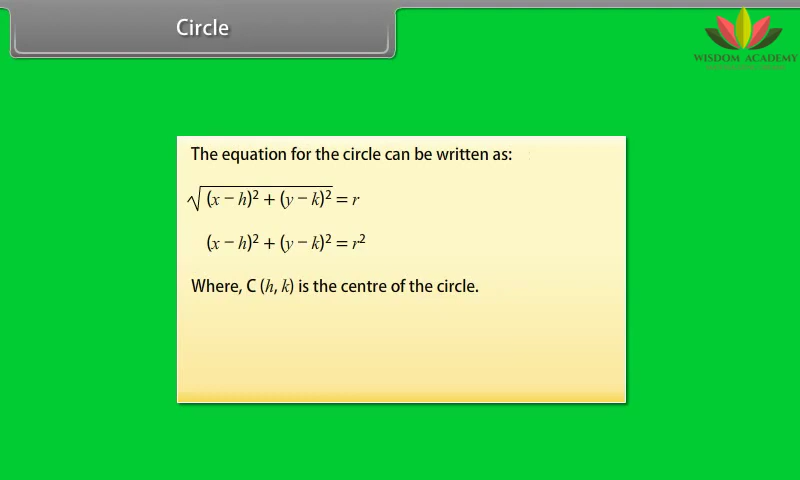 Circle
WISDOM ACADEMY
The equation for the circle can be written as:
√(x − h)² + (y − k)² = r
(x − h)² + (y − k)² = r²
Where, C (h, k) is the centre of the circle.